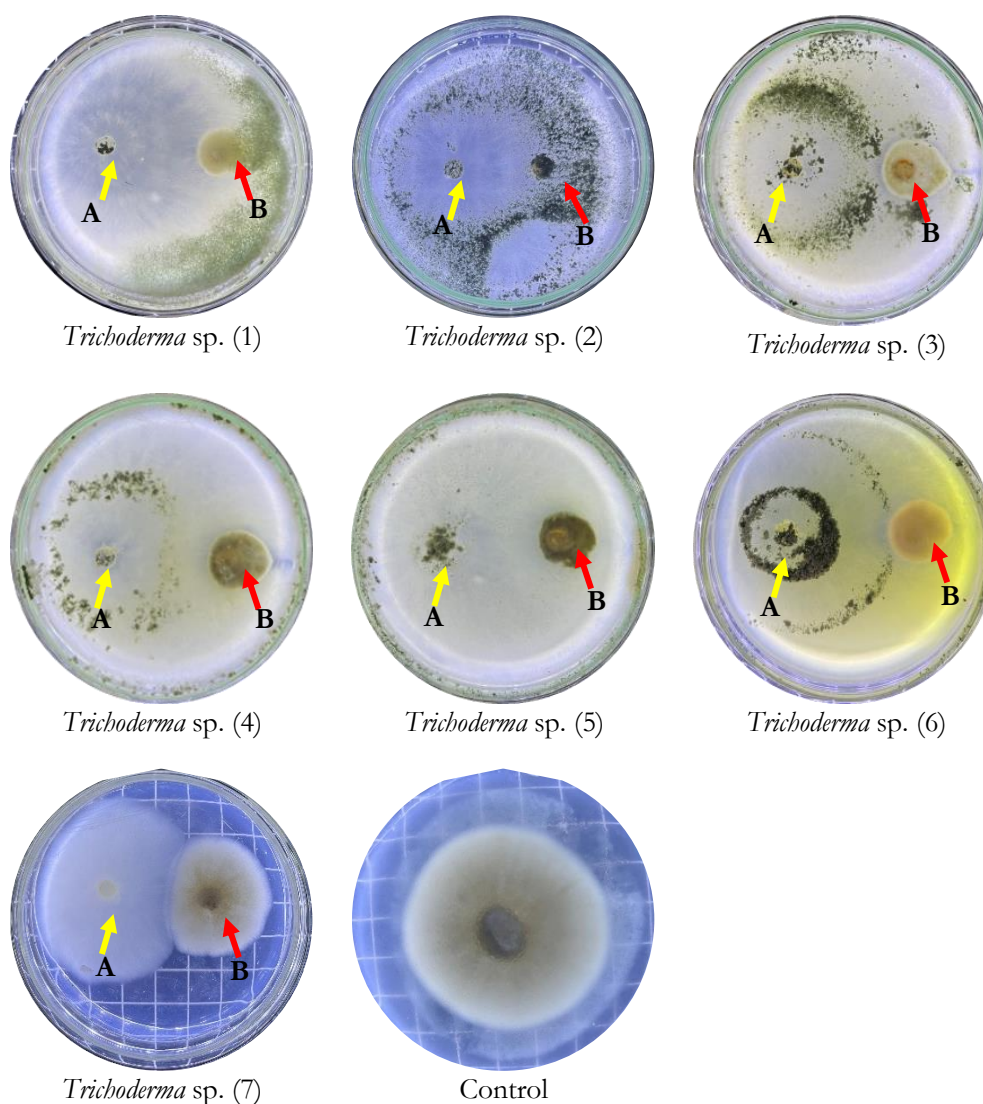 A
B
A
B
A
B
Trichoderma sp. (1)
Trichoderma sp. (2)
Trichoderma sp. (3)
A
B
A
B
A
B
Trichoderma sp. (4)
Trichoderma sp. (5)
Trichoderma sp. (6)
A
B
Trichoderma sp. (7)
Control